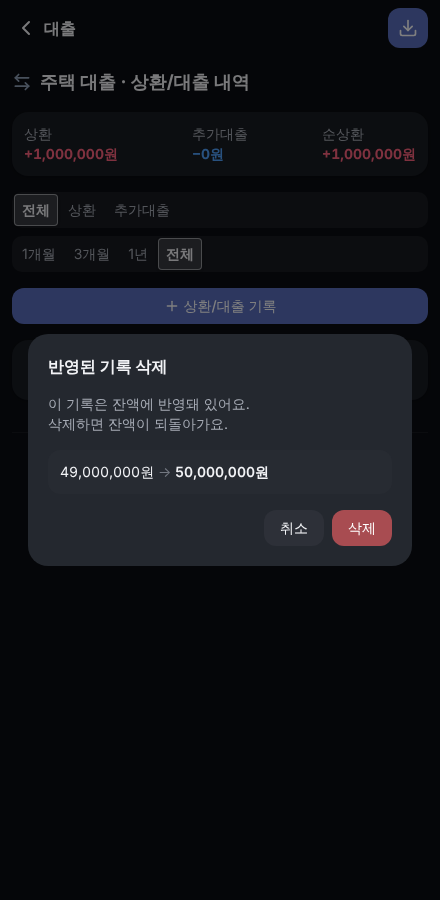 대출
주택 대출 · 상환/대출 내역
상환 추가대출 순상환
+1,000,000원 −0원 +1,000,000원
전체 상환 추가대출
1개월 3개월 1년 전체
+ 상환/대출 기록
반영된 기록 삭제
이 기록은 잔액에 반영돼 있어요.
삭제하면 잔액이 되돌아가요.
49,000,000원 → 50,000,000원
취소 삭제